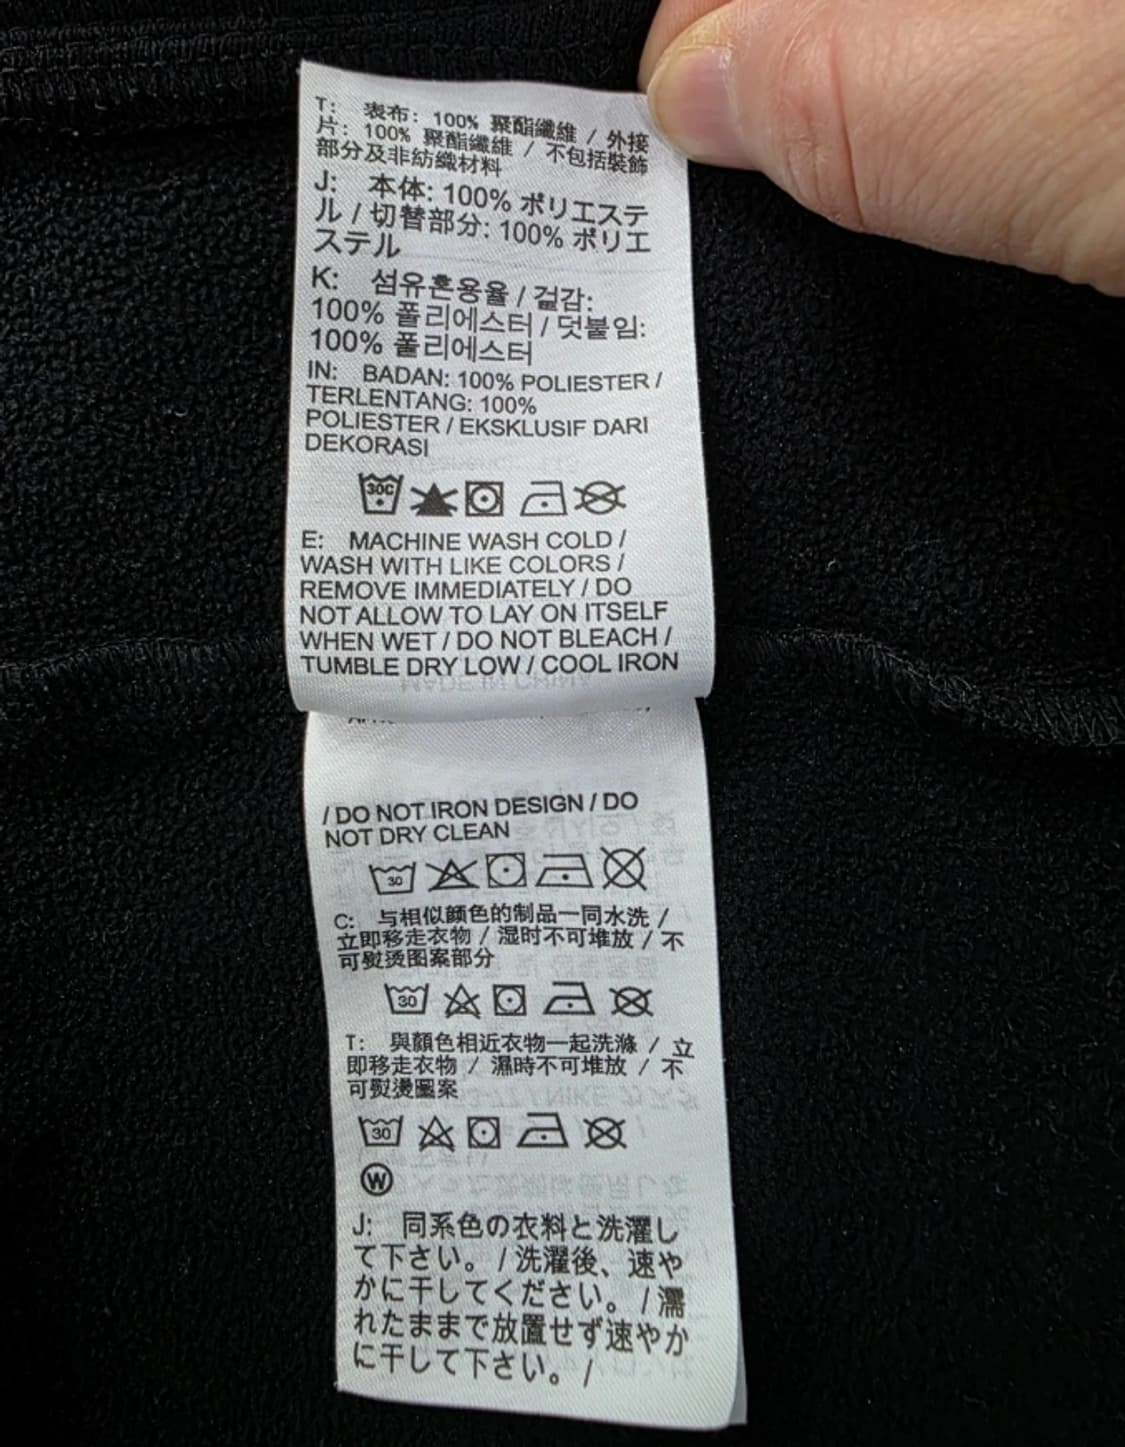 T: 表布: 100% 聚酯纖維 / 外接
片: 100% 聚酯纖維 / 不包括裝飾
部分及非紡織材料
J: 本体: 100% ポリエステ
ル / 切替部分: 100% ポリエ
ステル
K: 섬유혼용율 / 겉감:
100% 폴리에스터 / 덧붙임:
100% 폴리에스터
IN: BADAN: 100% POLIESTER /
TERLENTANG: 100%
POLIESTER / EKSKLUSIF DARI
DEKORASI
30C
E: MACHINE WASH COLD /
WASH WITH LIKE COLORS /
REMOVE IMMEDIATELY / DO
NOT ALLOW TO LAY ON ITSELF
WHEN WET / DO NOT BLEACH /
TUMBLE DRY LOW / COOL IRON
/ DO NOT IRON DESIGN / DO
NOT DRY CLEAN
30
C: 与相似颜色的制品一同水洗 /
立即移走衣物 / 湿时不可堆放 / 不
可熨烫图案部分
30
T: 與顏色相近衣物一起洗滌 / 立
即移走衣物 / 濕時不可堆放 / 不
可熨燙圖案
30
W
J: 同系色の衣料と洗濯し
て下さい。 / 洗濯後、速や
かに干してください。 / 濡
れたままで放置せず速やか
に干して下さい。 /